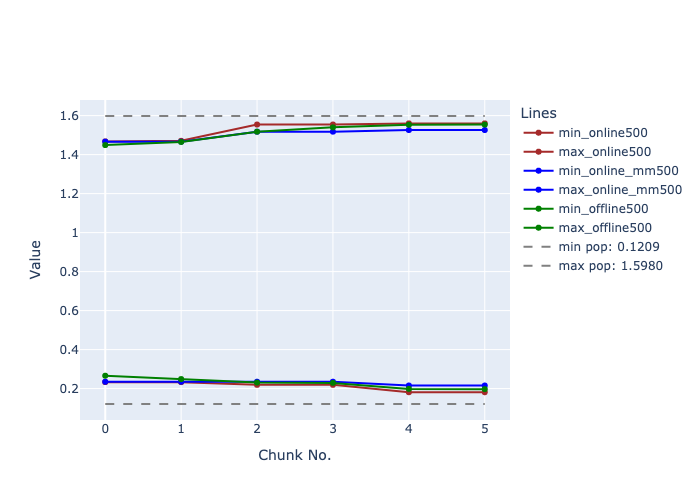 Lines
min_online500
max_online500
min_online_mm500
max_online_mm500
min_offline500
max_offline500
min pop: 0.1209
max pop: 1.5980
1.6
1.4
1.2
1
0.8
0.6
0.4
0.2
Value
0 1 2 3 4 5
Chunk No.